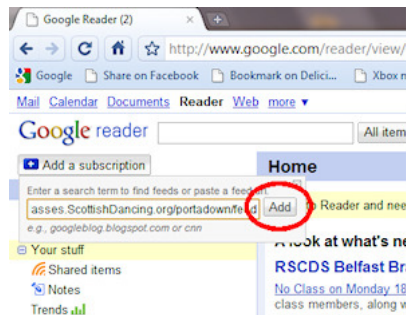 Google Reader (2)
http://www.google.com/reader/view/
Google Share on Facebook Bookmark on Delici... Xbox
Mail Calendar Documents Reader Web more ▼
Google reader All item
Add a subscription Home
Enter a search term to find feeds or paste a feed url.
asses.ScottishDancing.org/portadown/feed Add to Reader and nee
e.g., googleblog.blogspot.com or cnn
A look at what's ne
Your stuff
RSCDS Belfast Bra
Shared items
Notes No Class on Monday 18
class members, along w
Trends